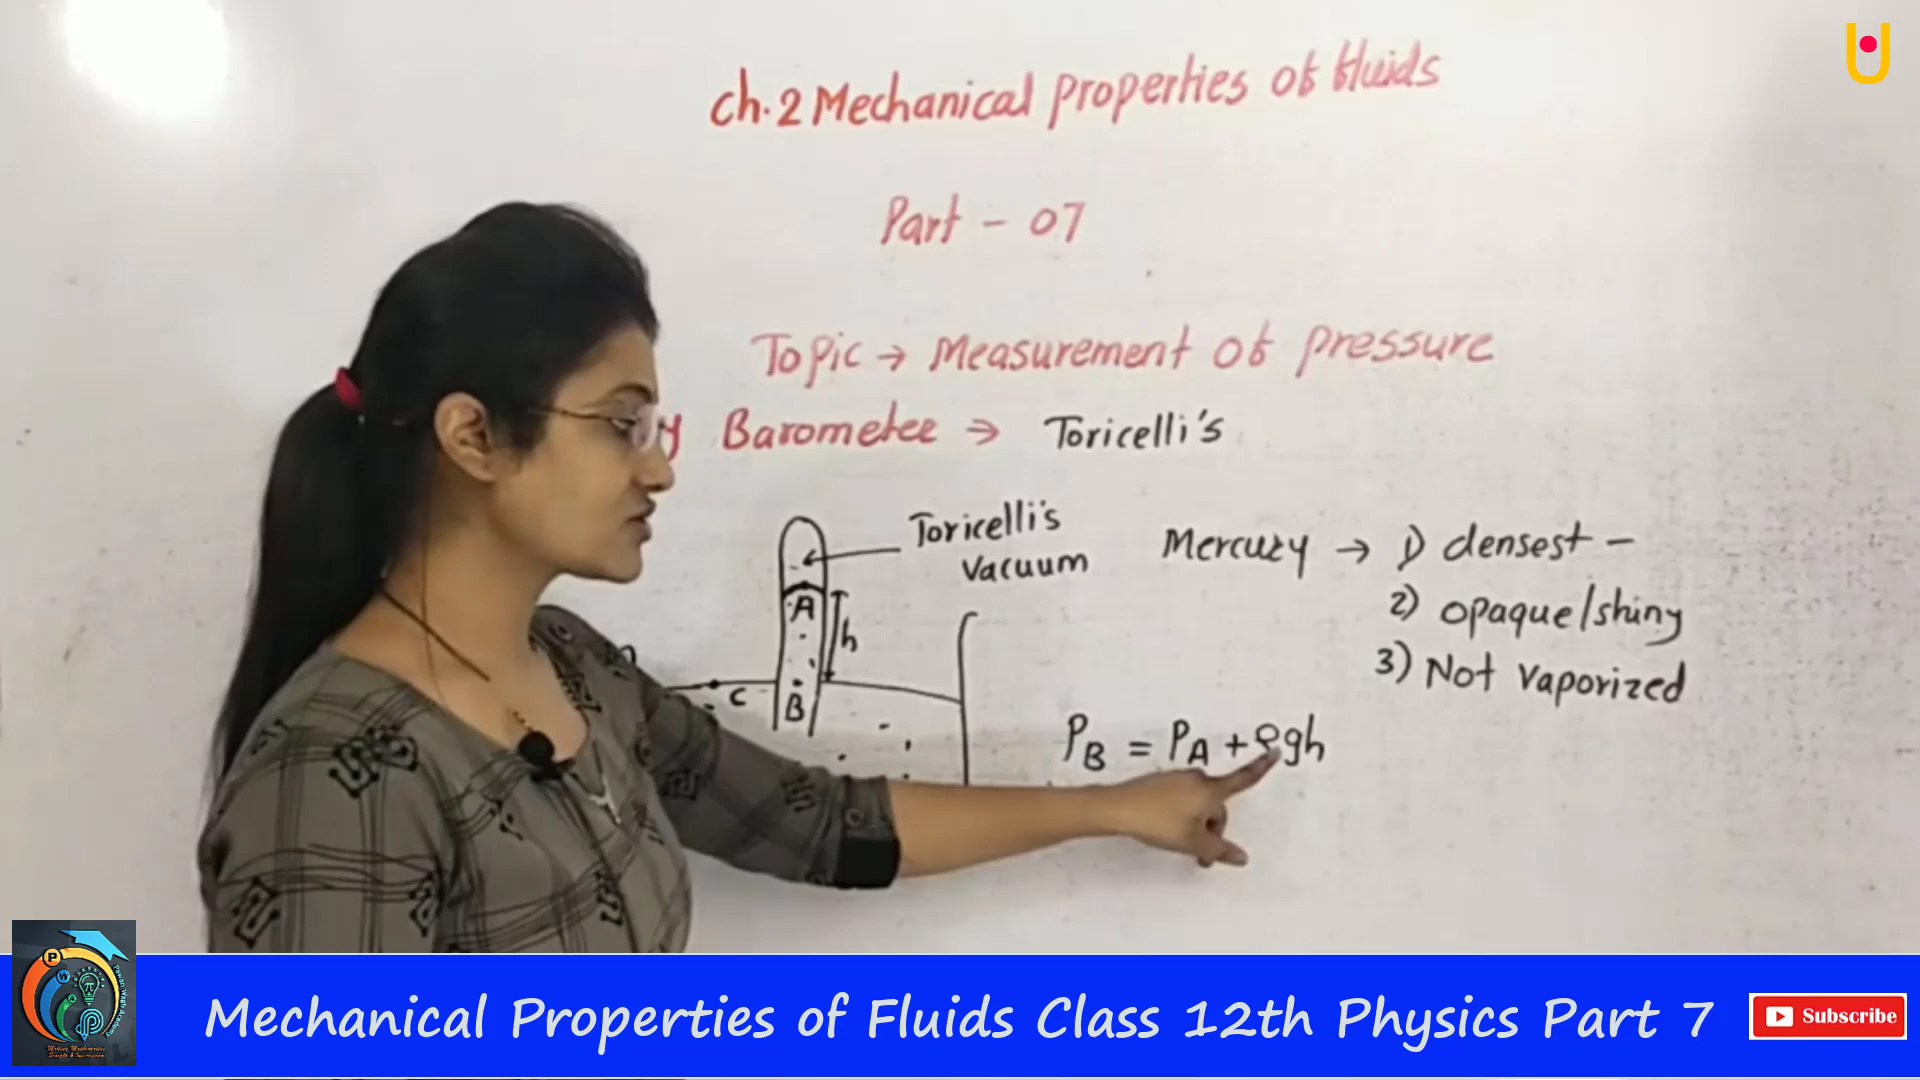 Ch.2 Mechanical properties of fluids
Part - 07
Topic → Measurement of pressure
y Barometer → Toricelli's
Toricelli's
Vacuum
Mercury → 1) densest -
2) opaque/shiny
3) Not vaporized
A
h
C
B
PB = PA + ρgh
Mechanical Properties of Fluids Class 12th Physics Part 7
Subscribe